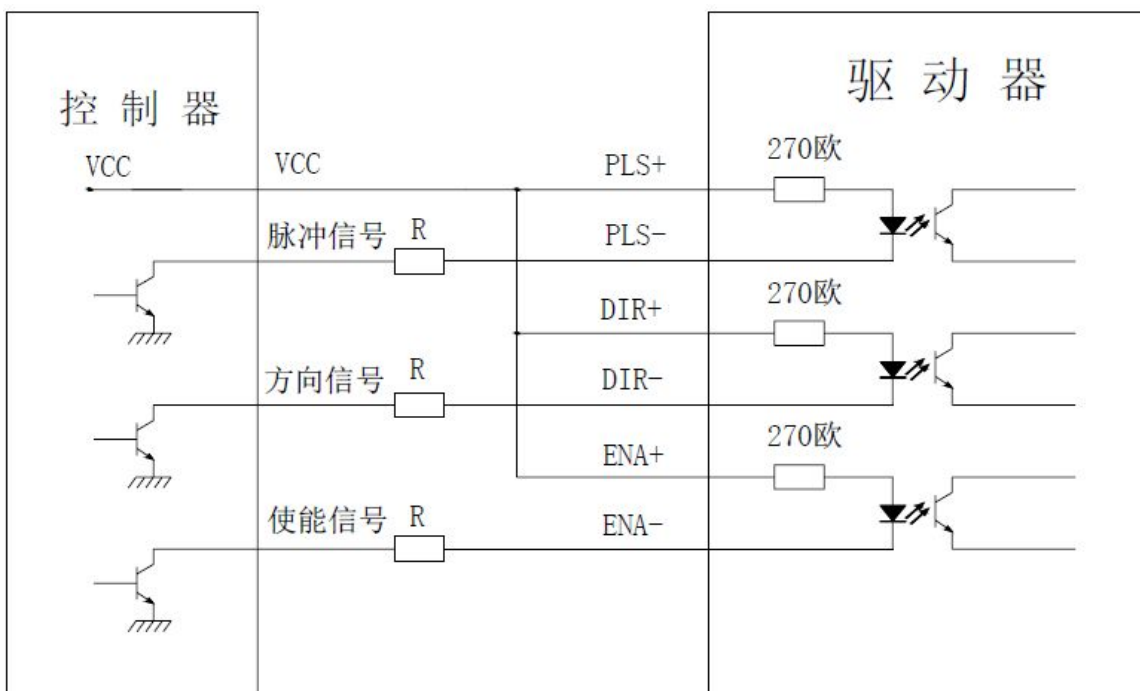 控制器
驱动器
VCC
VCC
PLS+
270欧
脉冲信号
R
PLS-
DIR+
270欧
方向信号
R
DIR-
ENA+
270欧
使能信号
R
ENA-